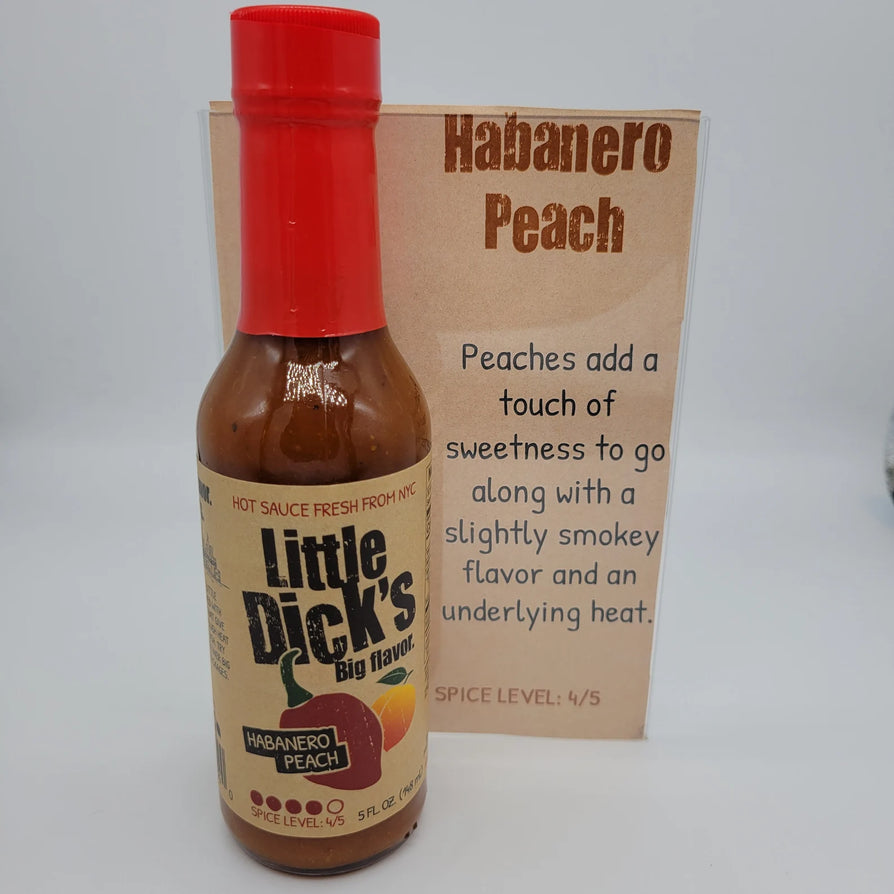 Habanero
Peach
Peaches add a
touch of
sweetness to go
along with a
slightly smokey
flavor and an
underlying heat.
SPICE LEVEL: 4/5
HOT SAUCE FRESH FROM NYC
Little
Dick's
Big flavor.
HABANERO
PEACH
SPICE LEVEL: 4/5
5 FL. OZ. (148 ml)